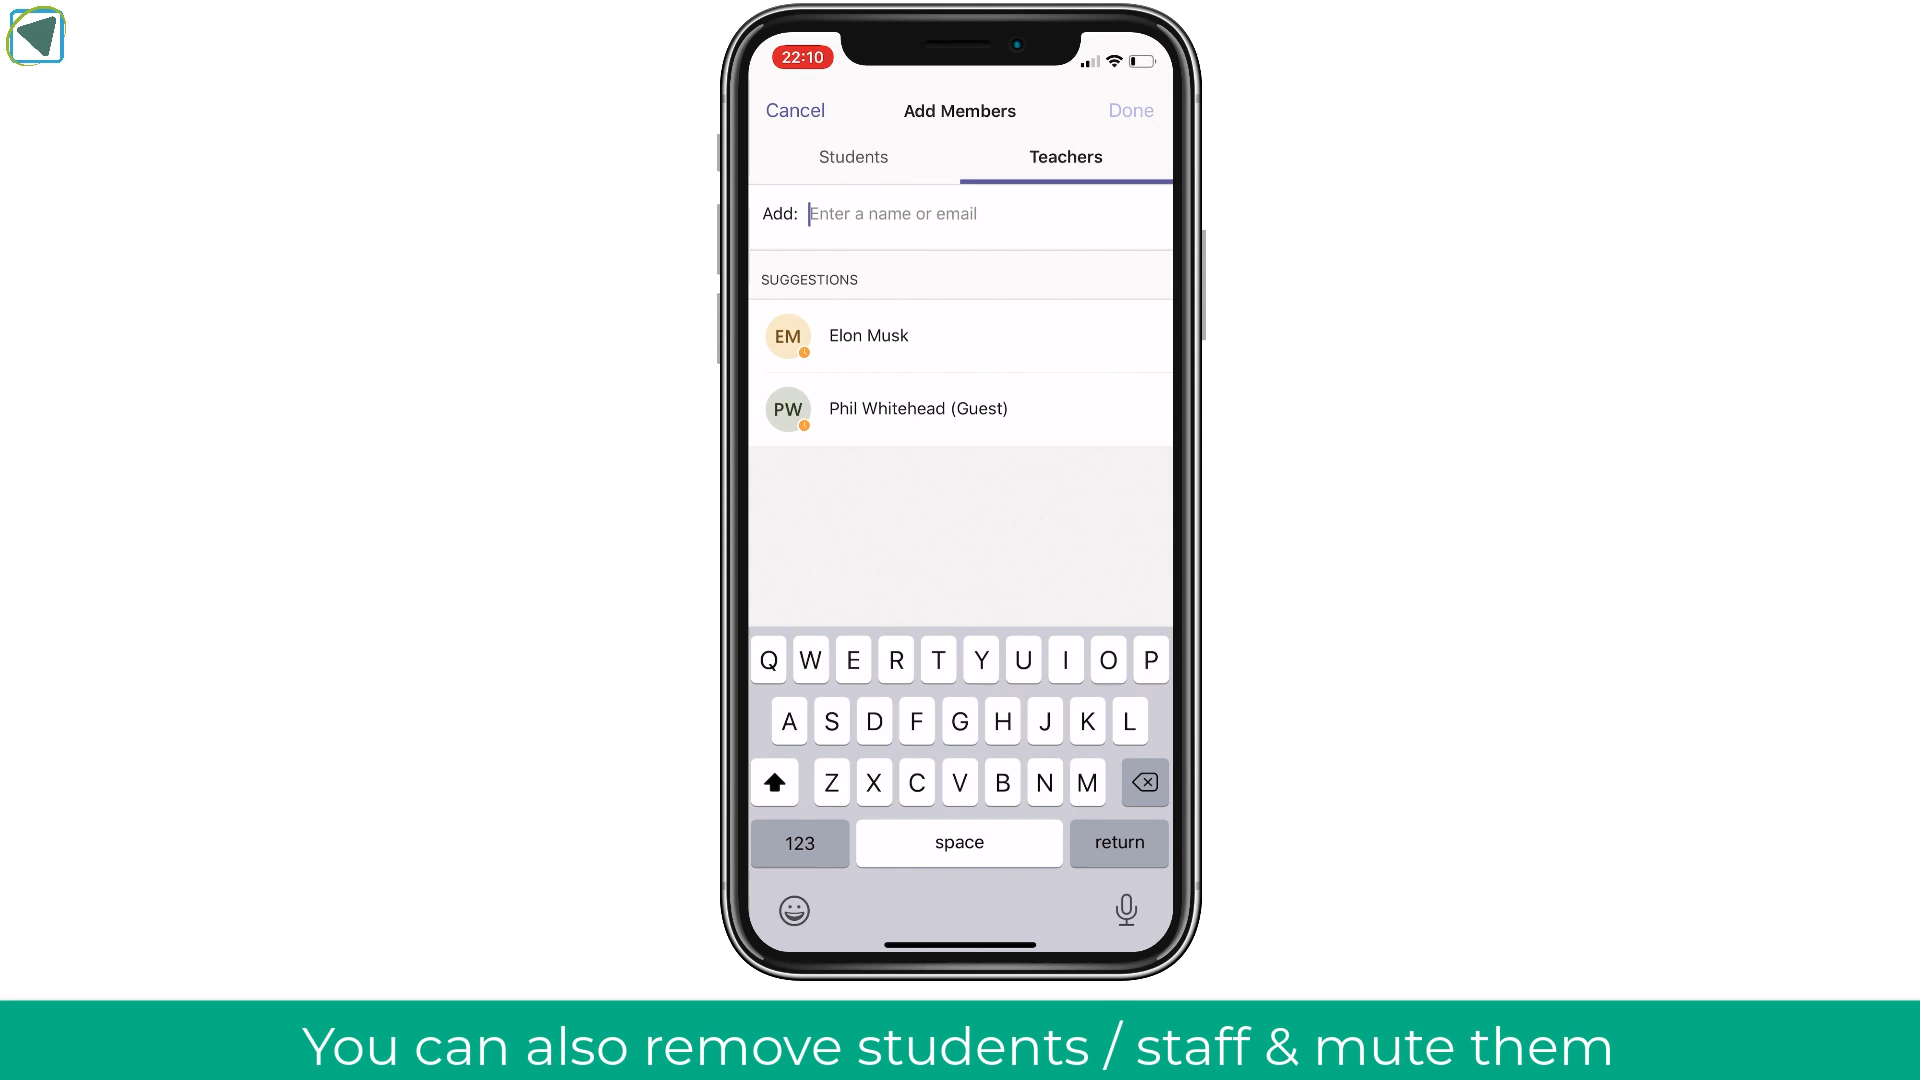 22:10
Cancel
Add Members
Done
Students
Teachers
Add: Enter a name or email
SUGGESTIONS
EM
Elon Musk
PW
Phil Whitehead (Guest)
Q W E R T Y U I O P
A S D F G H J K L
Z X C V B N M
123
space
return
You can also remove students / staff & mute them